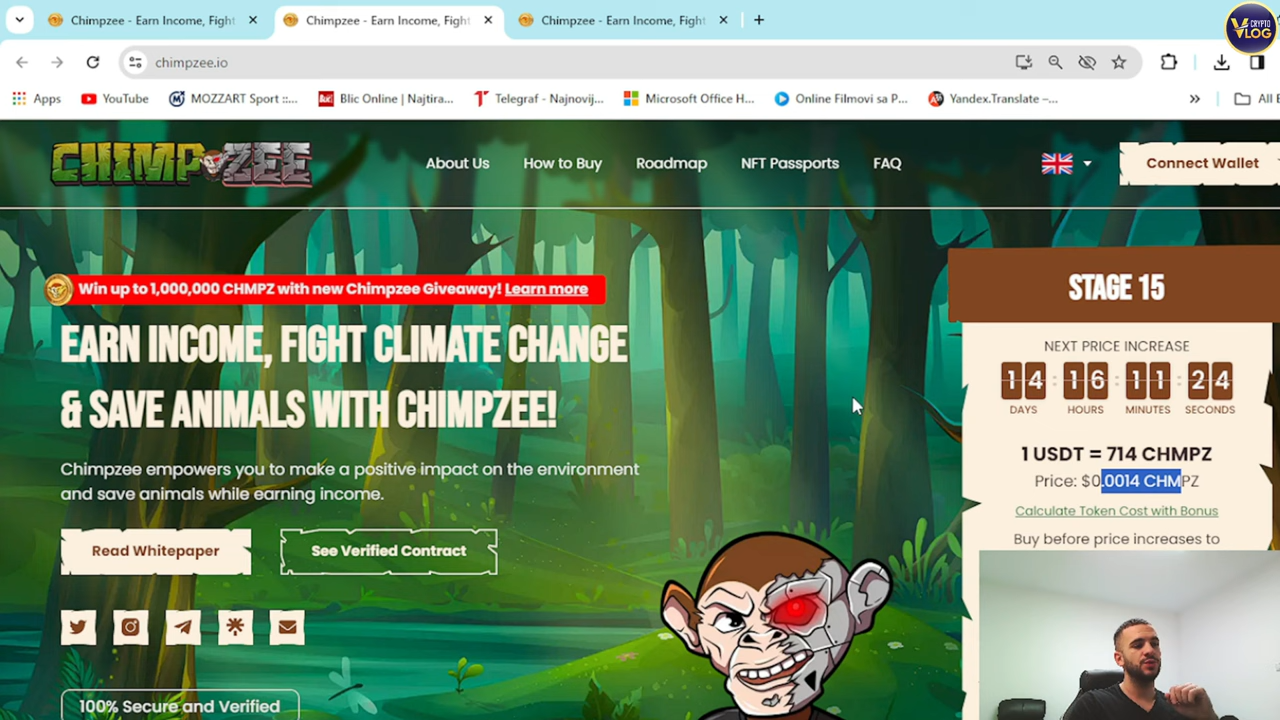 Chimpzee - Earn Income, Fight
Chimpzee - Earn Income, Fight
Chimpzee - Earn Income, Fight
CRYPTO
VLOG
chimpzee.io
Apps
YouTube
MOZZART Sport ::...
Blic Online | Najtira...
Telegraf - Najnovij...
Microsoft Office H...
Online Filmovi sa P...
Yandex.Translate –...
»
All
CHIMPZEE
About Us
How to Buy
Roadmap
NFT Passports
FAQ
Connect Wallet
Win up to 1,000,000 CHMPZ with new Chimpzee Giveaway! Learn more
EARN INCOME, FIGHT CLIMATE CHANGE
& SAVE ANIMALS WITH CHIMPZEE!
Chimpzee empowers you to make a positive impact on the environment
and save animals while earning income.
Read Whitepaper
See Verified Contract
100% Secure and Verified
STAGE 15
NEXT PRICE INCREASE
14 : 16 : 11 : 24
DAYS HOURS MINUTES SECONDS
1 USDT = 714 CHMPZ
Price: $0.0014 CHMPZ
Calculate Token Cost with Bonus
Buy before price increases to